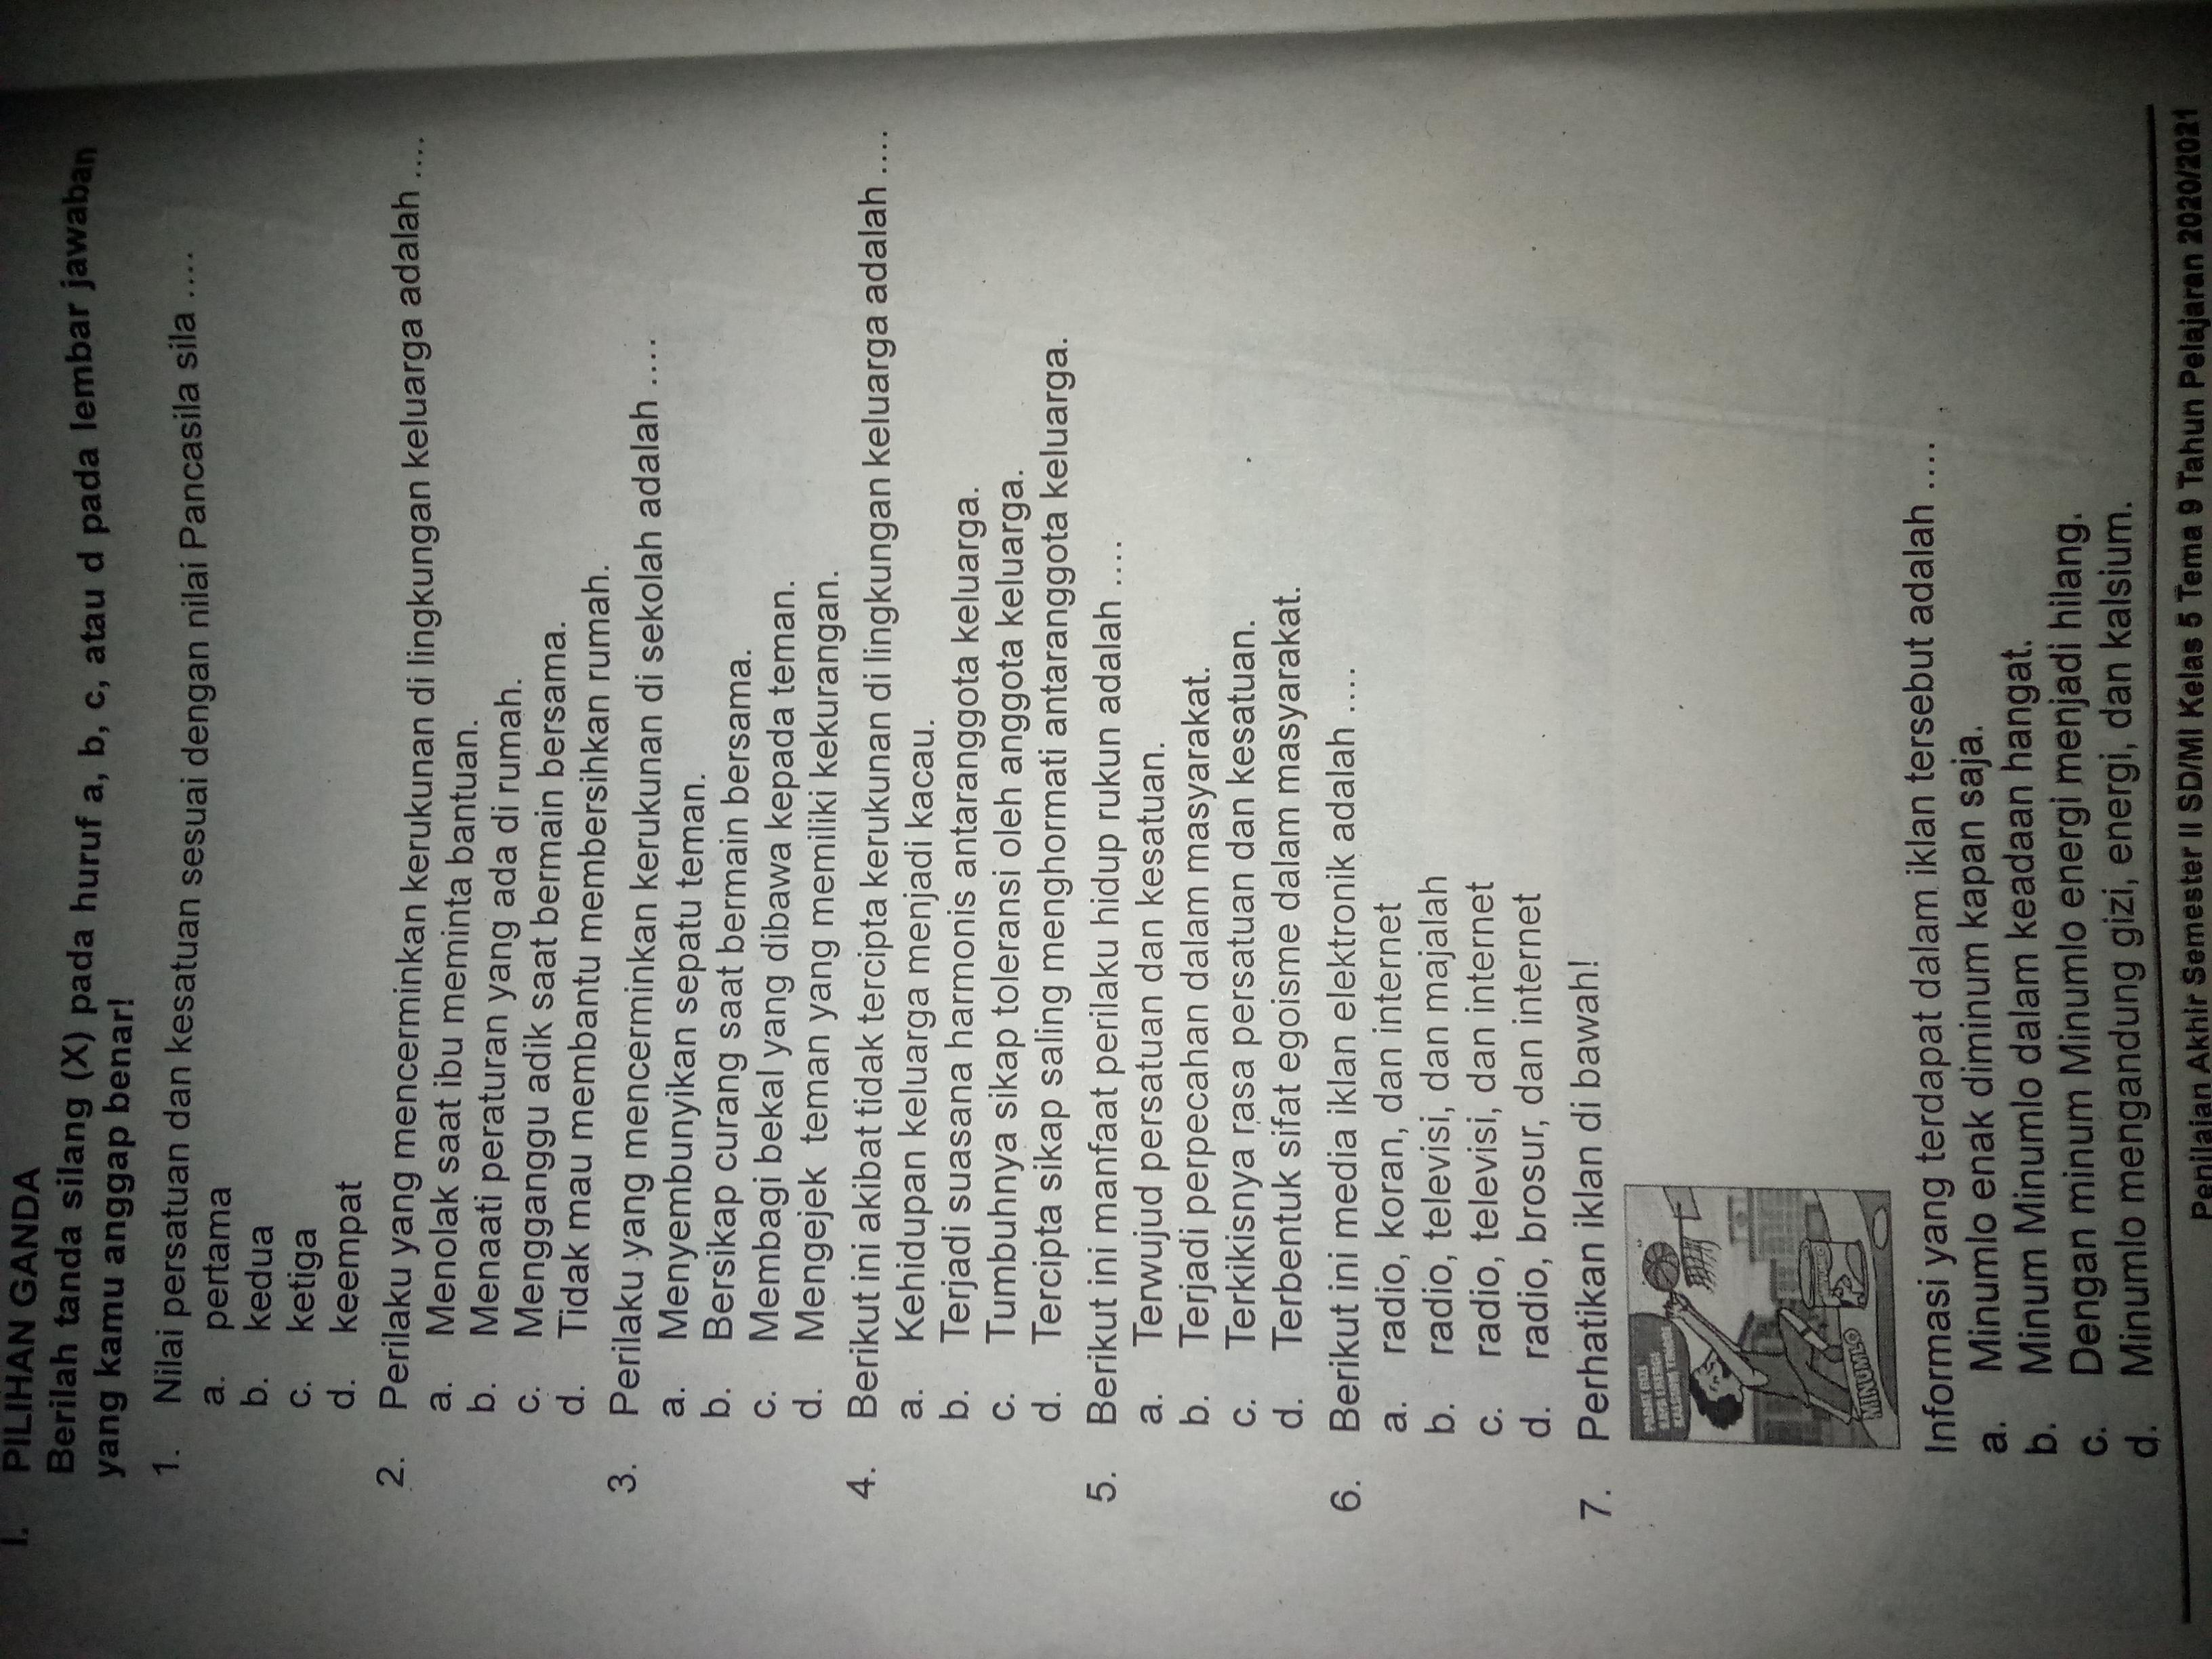 I. PILIHAN GANDA
Berilah tanda silang (X) pada huruf a, b, c, atau d pada lembar jawaban
yang kamu anggap benar!
1. Nilai persatuan dan kesatuan sesuai dengan nilai Pancasila sila ....
a. pertama
b. kedua
c. ketiga
d. keempat
2. Perilaku yang mencerminkan kerukunan di lingkungan keluarga adalah ....
a. Menolak saat ibu meminta bantuan.
b. Menaati peraturan yang ada di rumah.
c. Mengganggu adik saat bermain bersama.
d. Tidak mau membantu membersihkan rumah.
3. Perilaku yang mencerminkan kerukunan di sekolah adalah ....
a. Menyembunyikan sepatu teman.
b. Bersikap curang saat bermain bersama.
c. Membagi bekal yang dibawa kepada teman.
d. Mengejek teman yang memiliki kekurangan.
4. Berikut ini akibat tidak tercipta kerukunan di lingkungan keluarga adalah ....
a. Kehidupan keluarga menjadi kacau.
b. Terjadi suasana harmonis antaranggota keluarga.
c. Tumbuhnya sikap toleransi oleh anggota keluarga.
d. Tercipta sikap saling menghormati antaranggota keluarga.
5. Berikut ini manfaat perilaku hidup rukun adalah ....
a. Terwujud persatuan dan kesatuan.
b. Terjadi perpecahan dalam masyarakat.
c. Terkikisnya rasa persatuan dan kesatuan.
d. Terbentuk sifat egoisme dalam masyarakat.
6. Berikut ini media iklan elektronik adalah ....
a. radio, koran, dan internet
b. radio, televisi, dan majalah
c. radio, televisi, dan internet
d. radio, brosur, dan internet
7. Perhatikan iklan di bawah!
MINUMLO
Informasi yang terdapat dalam iklan tersebut adalah ....
a. Minumlo enak diminum kapan saja.
b. Minum Minumlo dalam keadaan hangat.
c. Dengan minum Minumlo energi menjadi hilang.
d. Minumlo mengandung gizi, energi, dan kalsium.
Penilaian Akhir Semester II SD/MI Kelas 5 Tema 9 Tahun Pelajaran 2020/2021